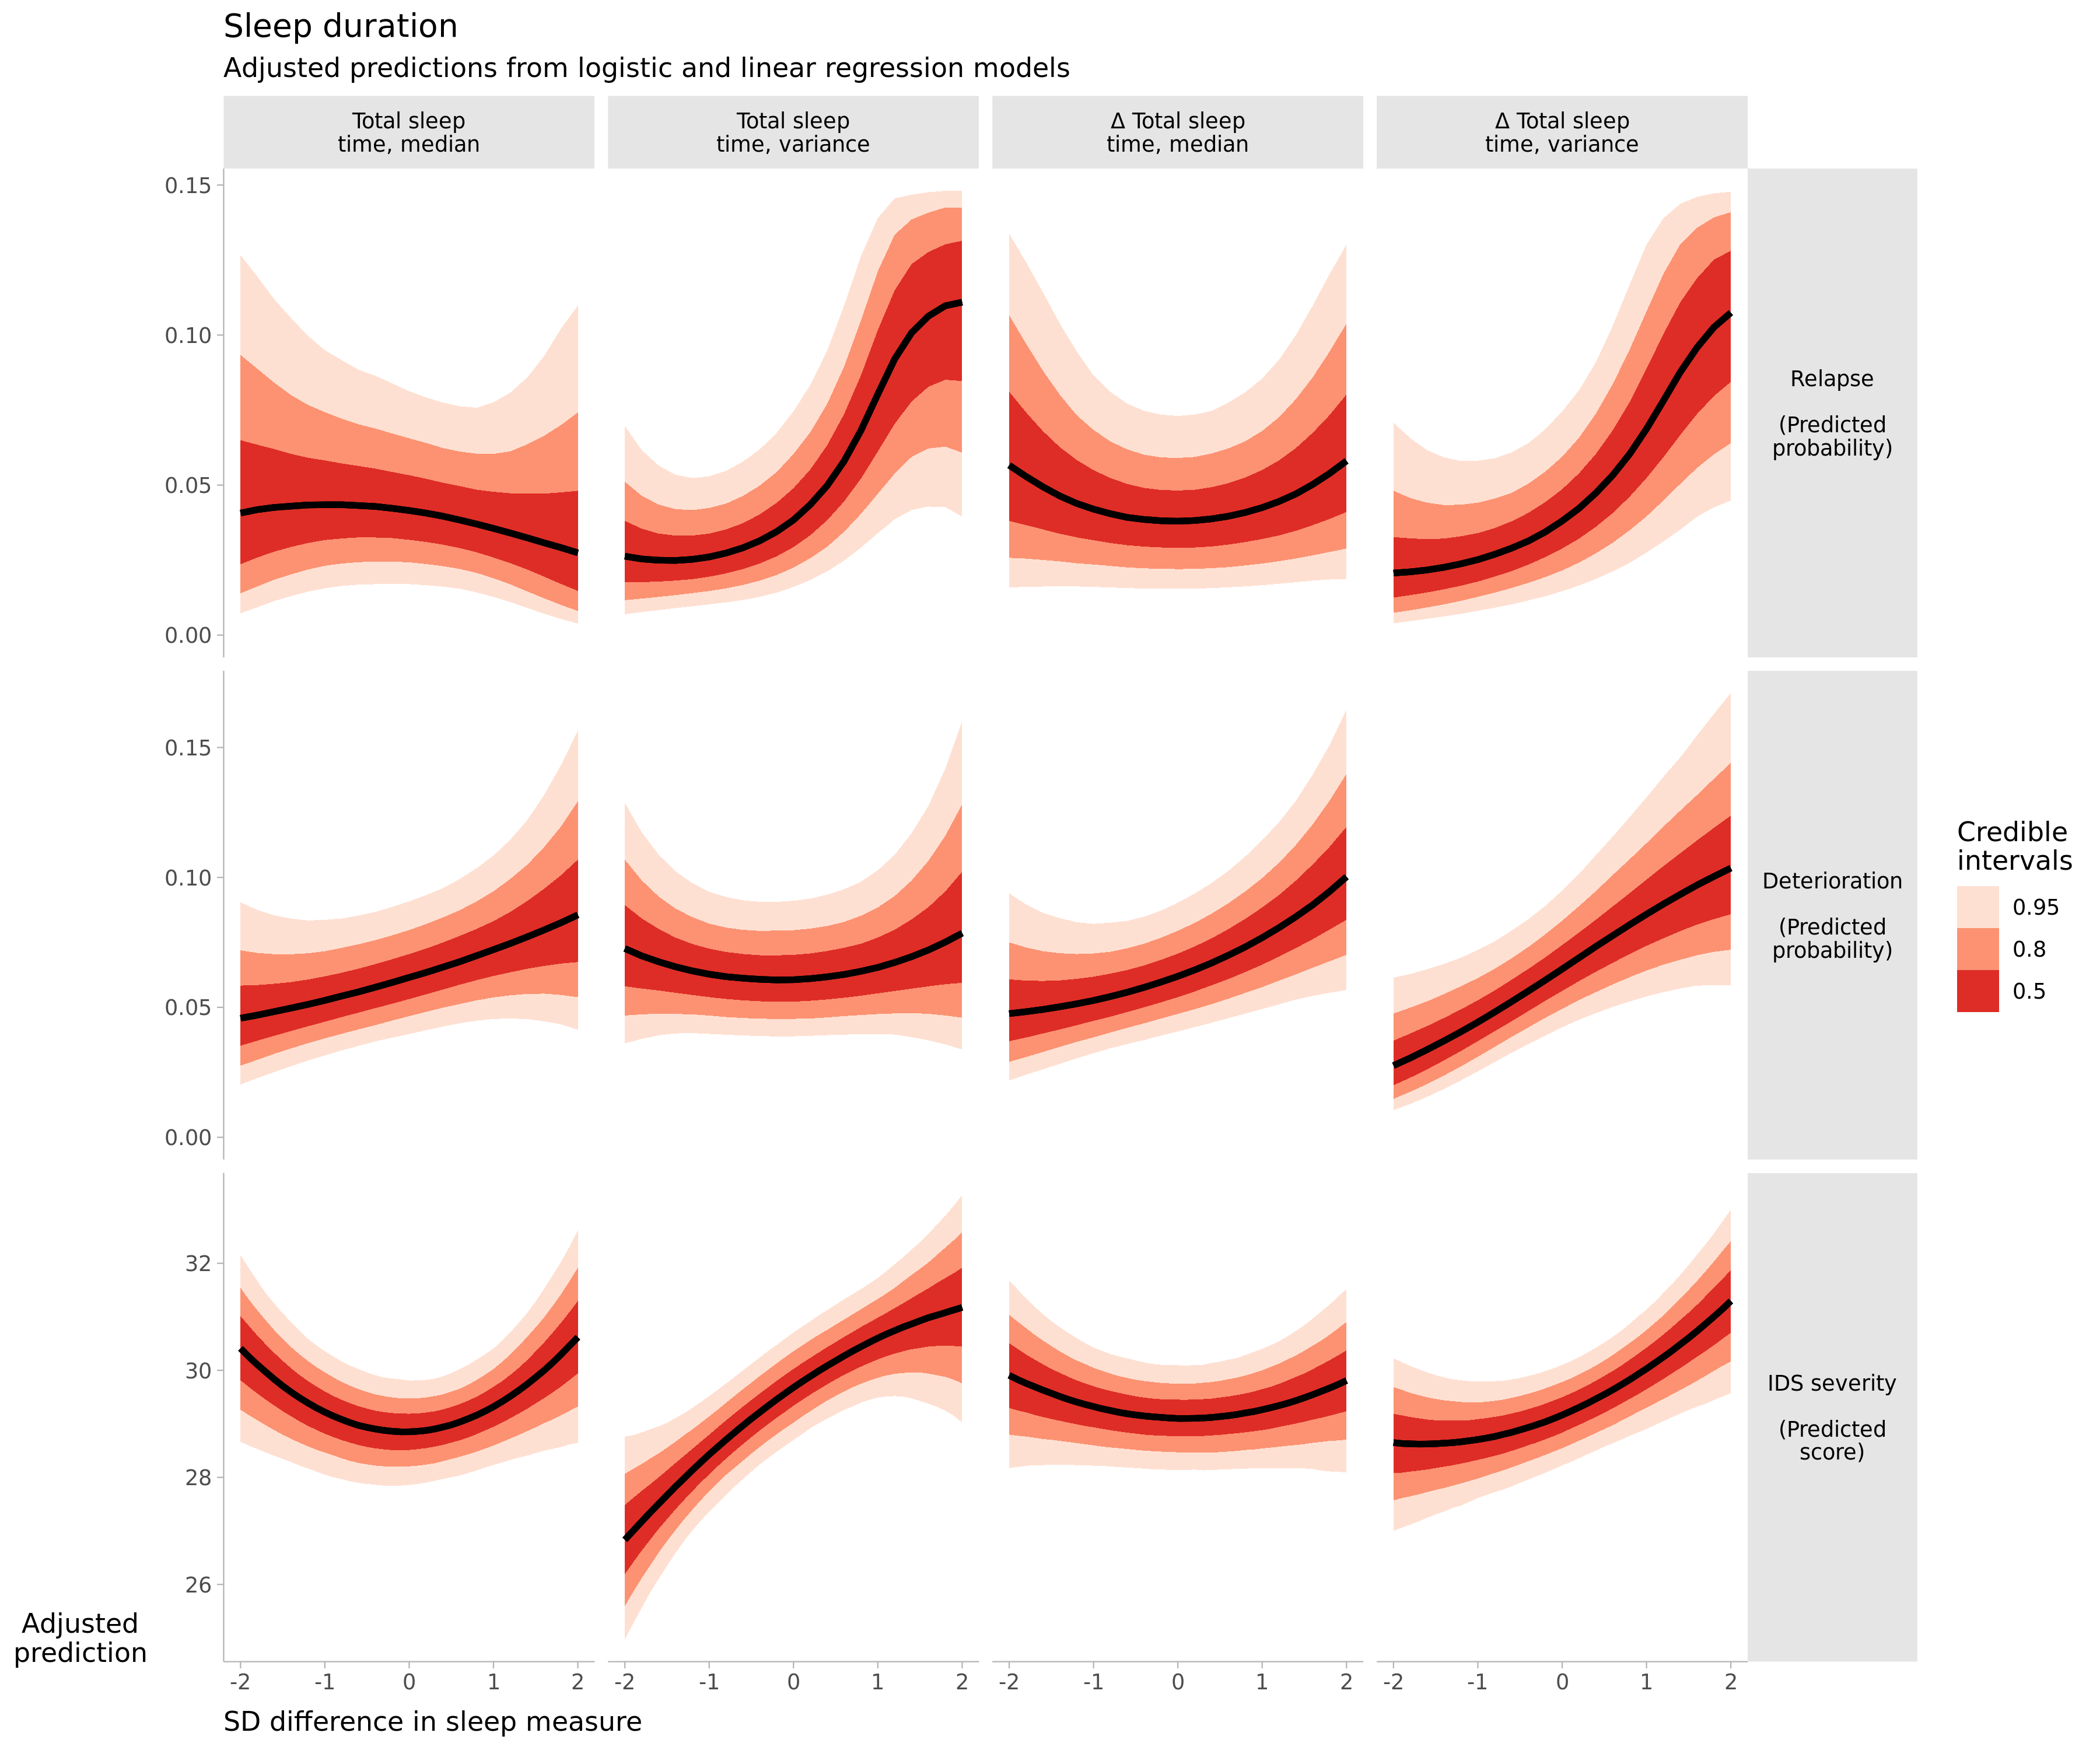 Sleep duration
Adjusted predictions from logistic and linear regression models
Total sleep
time, median
Total sleep
time, variance
Δ Total sleep
time, median
Δ Total sleep
time, variance
0.15
0.10
0.05
0.00
Relapse
(Predicted
probability)
0.15
0.10
0.05
0.00
Deterioration
(Predicted
probability)
32
30
28
26
IDS severity
(Predicted
score)
Credible
intervals
0.95
0.8
0.5
Adjusted
prediction
-2 -1 0 1 2
-2 -1 0 1 2
-2 -1 0 1 2
-2 -1 0 1 2
SD difference in sleep measure